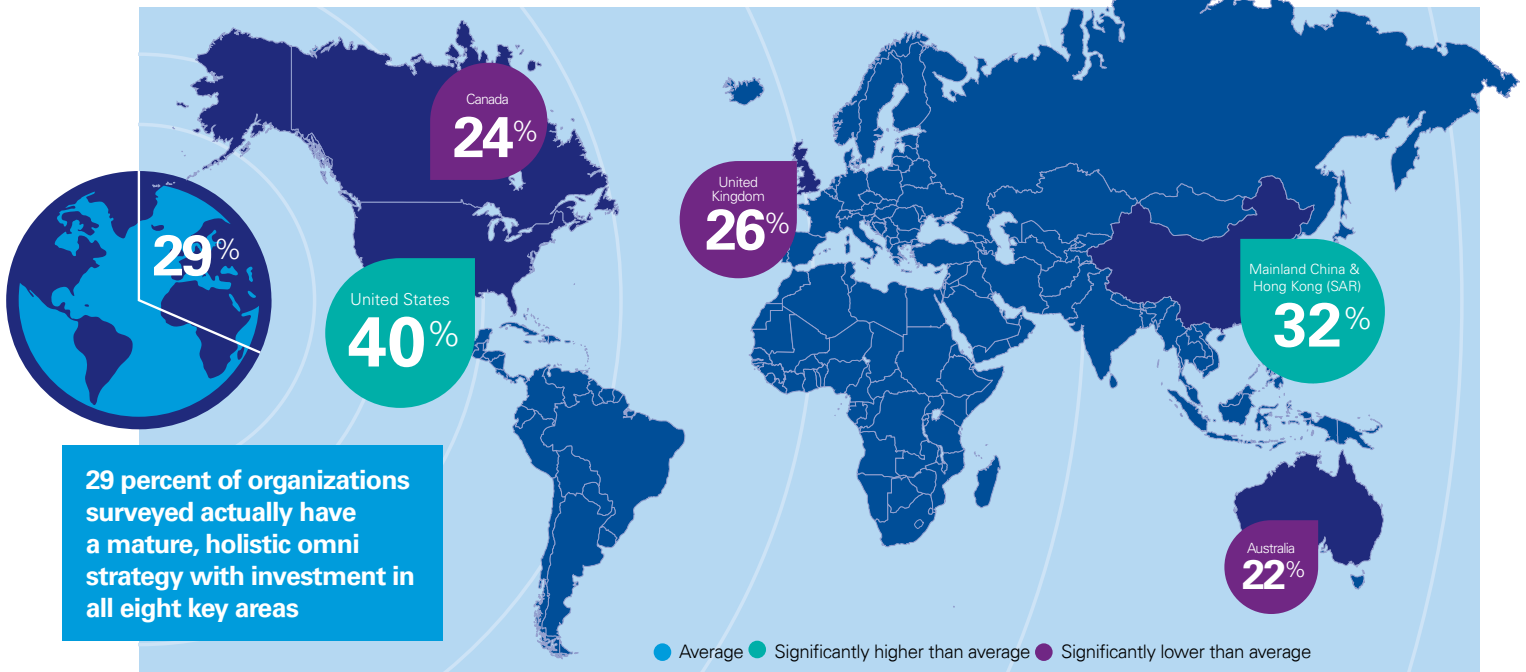 Canada
24%
United
Kingdom
26%
29%
Mainland China &
Hong Kong (SAR)
32%
United States
40%
29 percent of organizations
surveyed actually have
a mature, holistic omni
strategy with investment in
all eight key areas
Australia
22%
Average Significantly higher than average Significantly lower than average